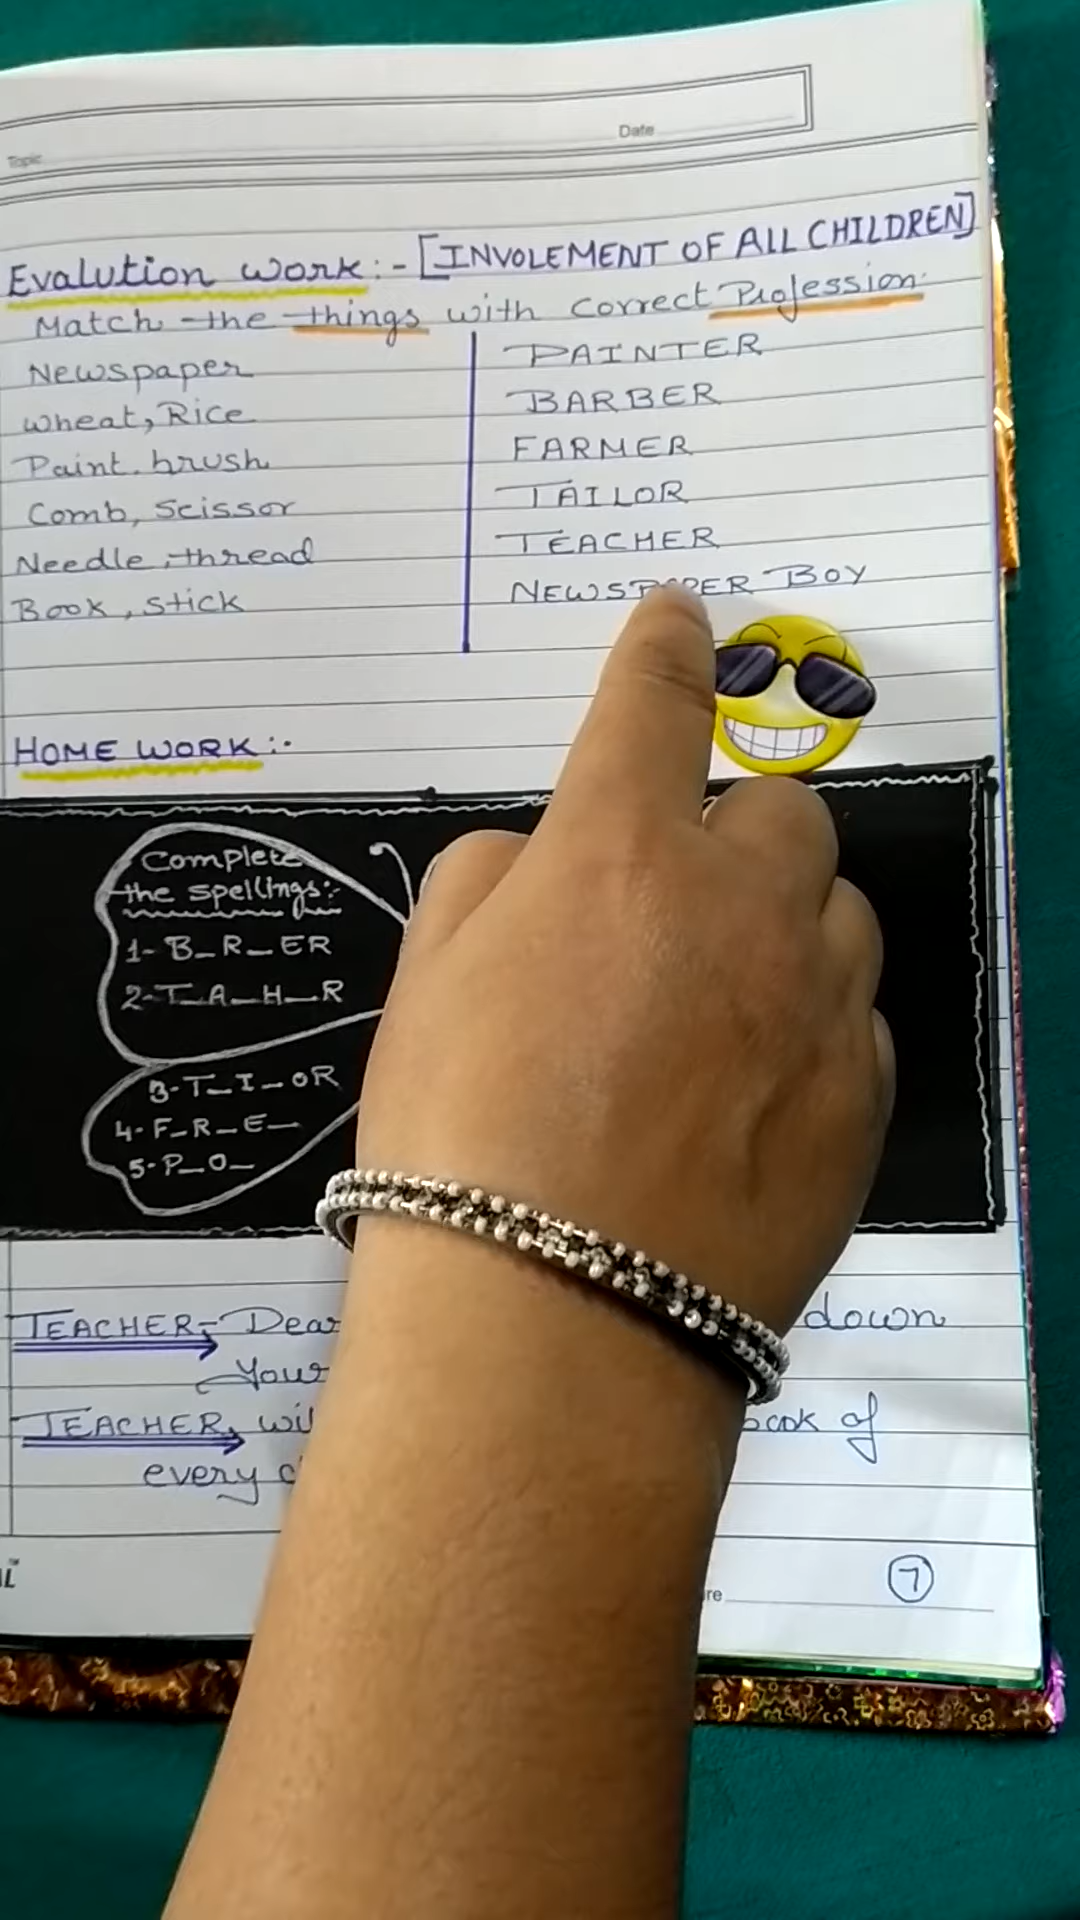 Topic
Date
Evalution work:- [INVOLEMENT OF ALL CHILDREN]
Match the things with correct Profession.
Newspaper
PAINTER
Wheat, Rice
BARBER
Paint. brush
FARMER
Comb, Scissor
TAILOR
Needle, thread
TEACHER
Book, stick
NEWSPAPER BOY
HOME WORK:-
Complete
the spellings:-
1- B_R_ER
2- T_A_H_R
3- T_I_OR
4- F_R_E_
5- P_O_
TEACHER- Dear down
Your
TEACHER, book of
every
7